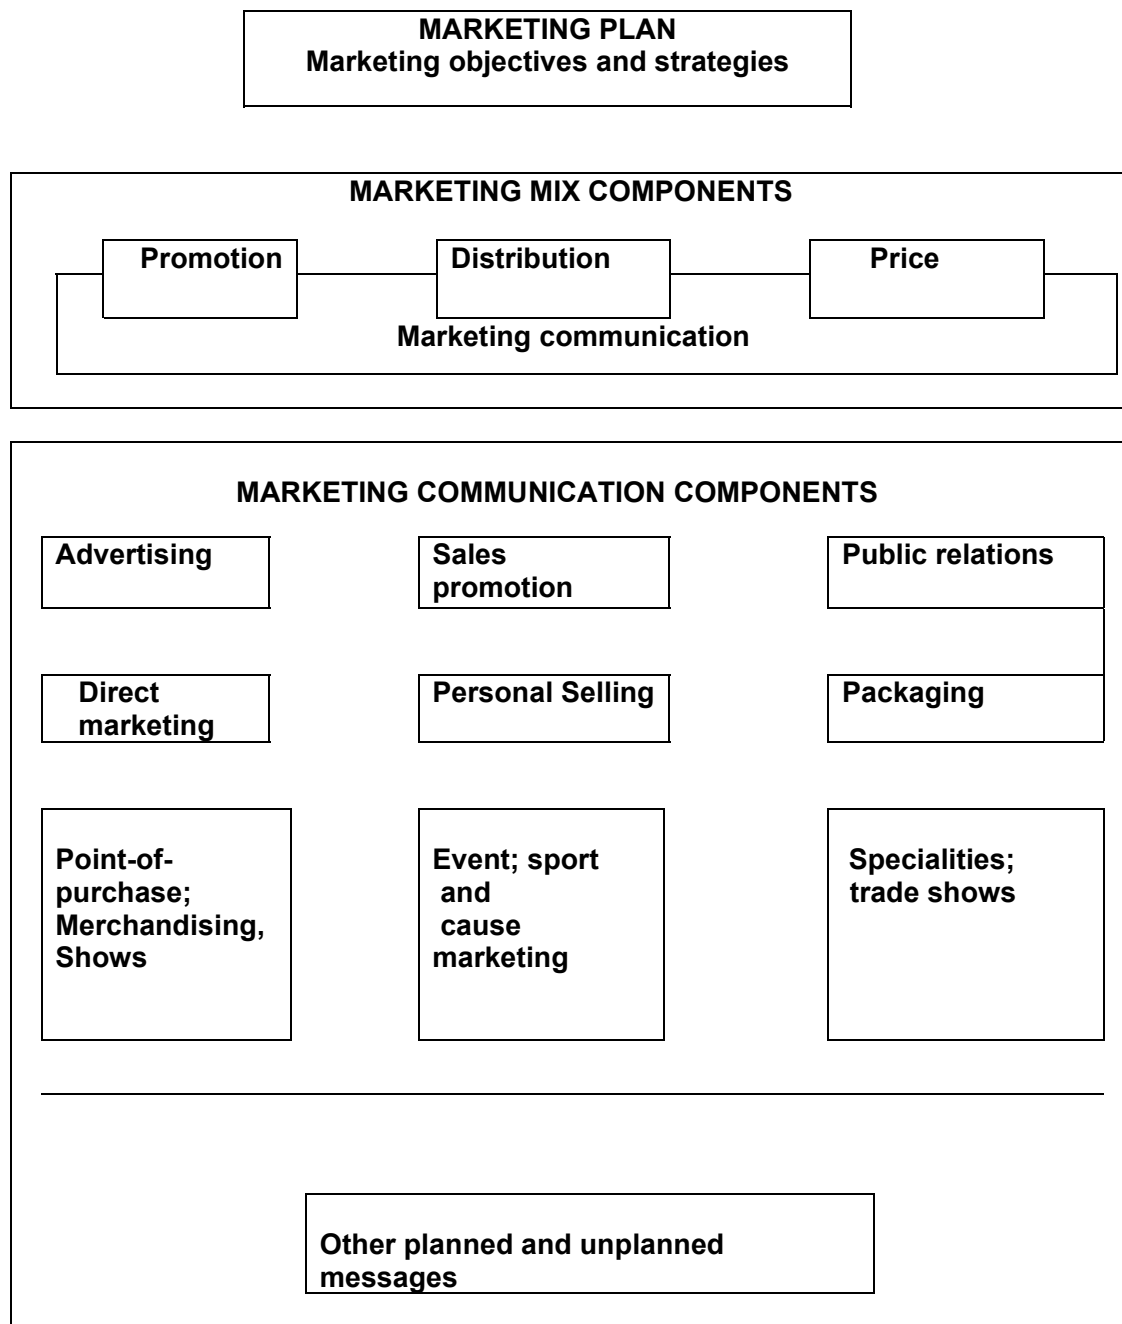 MARKETING PLAN
Marketing objectives and strategies
MARKETING MIX COMPONENTS
Promotion
Distribution
Price
Marketing communication
MARKETING COMMUNICATION COMPONENTS
Advertising
Sales
promotion
Public relations
Direct
marketing
Personal Selling
Packaging
Point-of-
purchase;
Merchandising,
Shows
Event; sport
and
cause
marketing
Specialities;
trade shows
Other planned and unplanned
messages